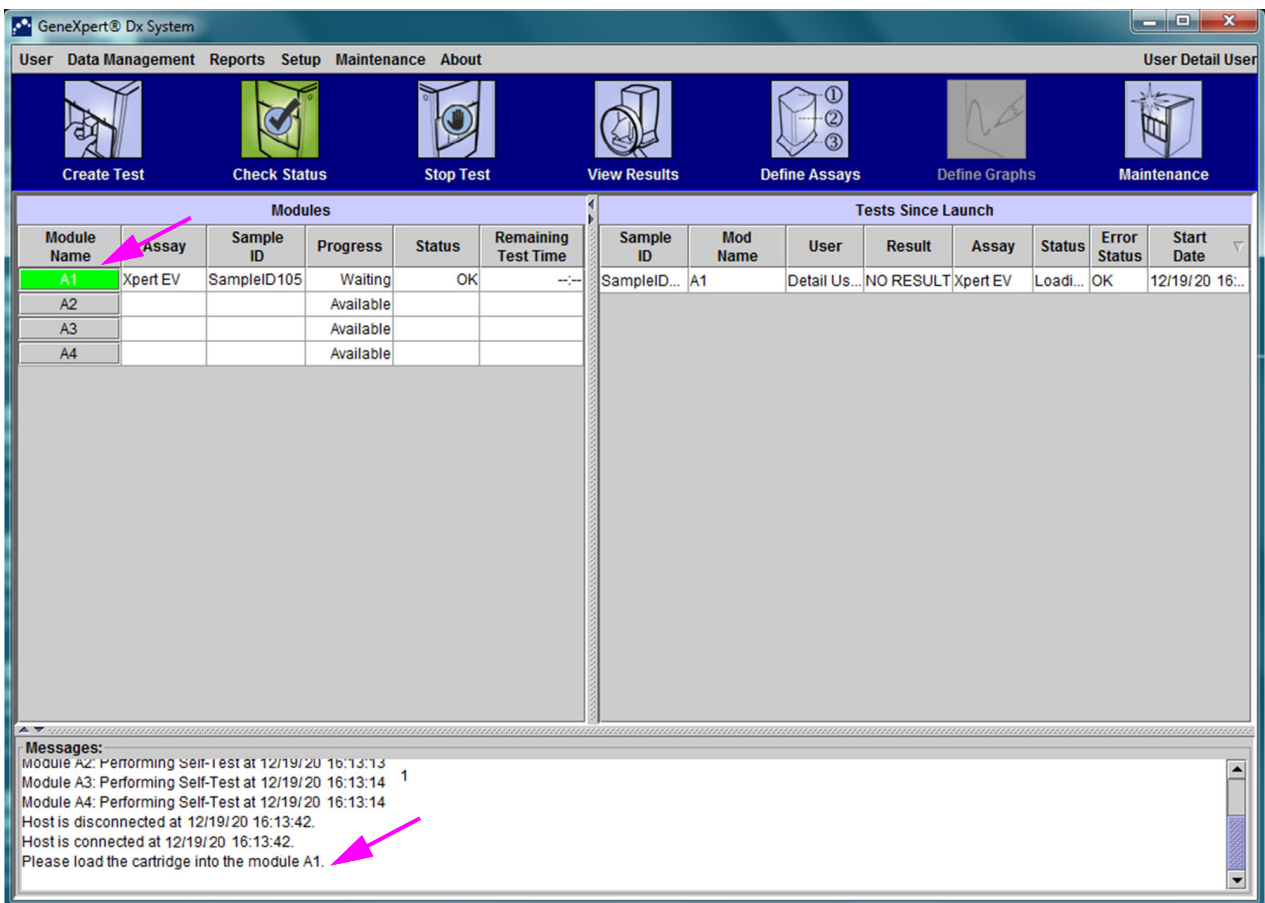 GeneXpert® Dx System
User Data Management Reports Setup Maintenance About User Detail User
Create Test Check Status Stop Test View Results ① ② ③ Define Assays Define Graphs Maintenance
Modules Tests Since Launch
Module Name Assay Sample ID Progress Status Remaining Test Time Sample ID Mod Name User Result Assay Status Error Status Start Date
A1 Xpert EV SampleID105 Waiting OK --:-- SampleID... A1 Detail Us... NO RESULT Xpert EV Loadi... OK 12/19/20 16:...
A2 Available
A3 Available
A4 Available
Messages:
Module A2: Performing Self-Test at 12/19/20 16:13:13
Module A3: Performing Self-Test at 12/19/20 16:13:14 1
Module A4: Performing Self-Test at 12/19/20 16:13:14
Host is disconnected at 12/19/20 16:13:42.
Host is connected at 12/19/20 16:13:42.
Please load the cartridge into the module A1.